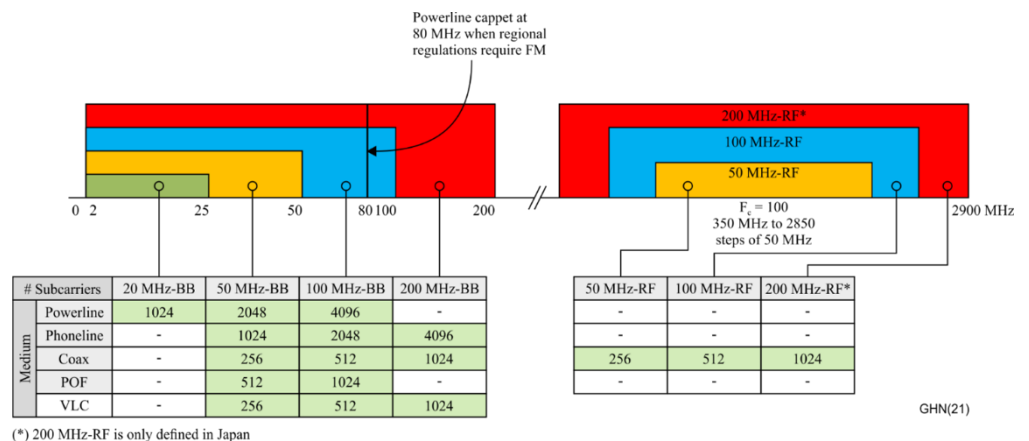 Powerline cappet at
80 MHz when regional
regulations require FM
200 MHz-RF*
100 MHz-RF
50 MHz-RF
0 2 25 50 80 100 200 2900 MHz
Fc = 100
350 MHz to 2850
steps of 50 MHz
# Subcarriers 20 MHz-BB 50 MHz-BB 100 MHz-BB 200 MHz-BB
Medium
Powerline 1024 2048 4096 -
Phoneline - 1024 2048 4096
Coax - 256 512 1024
POF - 512 1024 -
VLC - 256 512 1024
50 MHz-RF 100 MHz-RF 200 MHz-RF*
- - -
- - -
256 512 1024
- - -
GHN(21)
(*) 200 MHz-RF is only defined in Japan